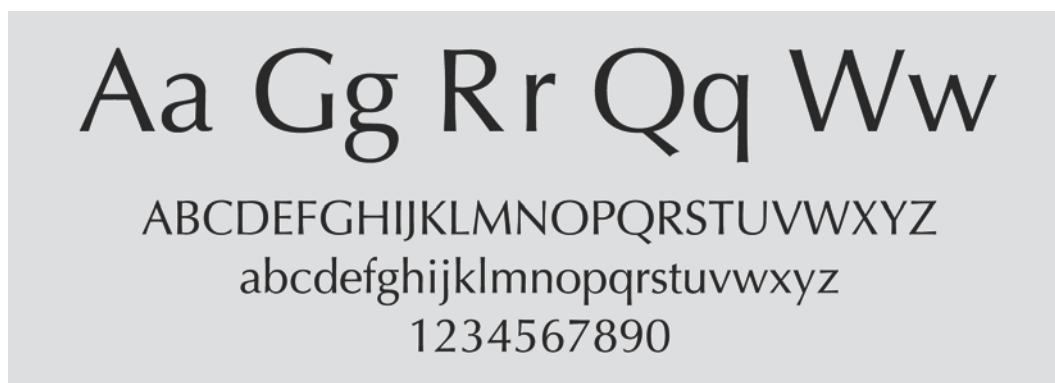 Aa Gg Rr Qq Ww
ABCDEFGHIJKLMNOPQRSTUVWXYZ
abcdefghijklmnopqrstuvwxyz
1234567890